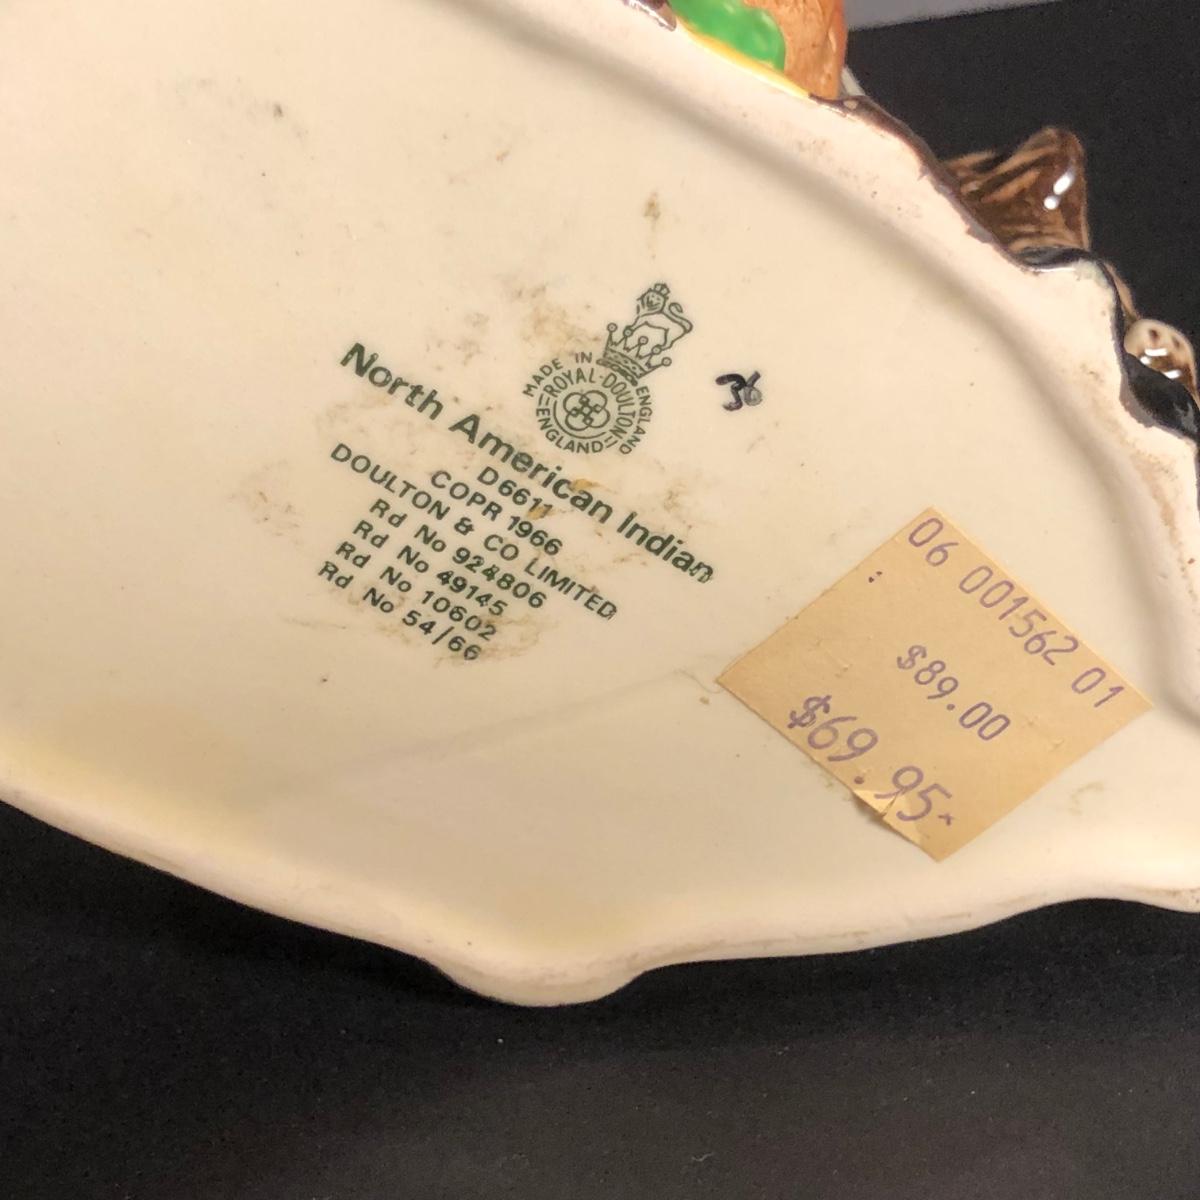 MADE IN ENGLAND
ROYAL-DOULTON
ENGLAND
36
North American Indian
D6611
COPR 1966
DOULTON & CO LIMITED
Rd No 924806
Rd No 49145
Rd No 10602
Rd No 54/66
06 001562 01
$89.00
$69.95